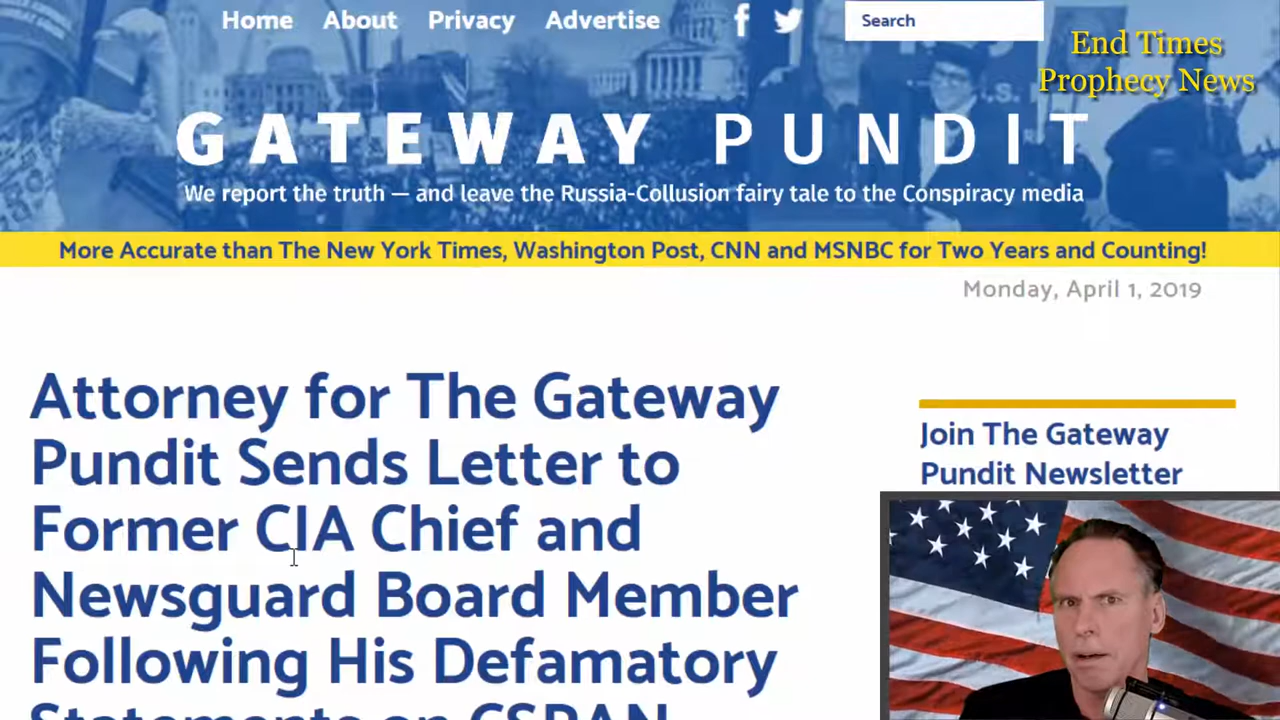 Home About Privacy Advertise Search
End Times
Prophecy News
GATEWAY PUNDIT
We report the truth — and leave the Russia-Collusion fairy tale to the Conspiracy media
More Accurate than The New York Times, Washington Post, CNN and MSNBC for Two Years and Counting!
Monday, April 1, 2019
Attorney for The Gateway
Pundit Sends Letter to
Former CIA Chief and
Newsguard Board Member
Following His Defamatory
Statements on CSPAN
Join The Gateway
Pundit Newsletter